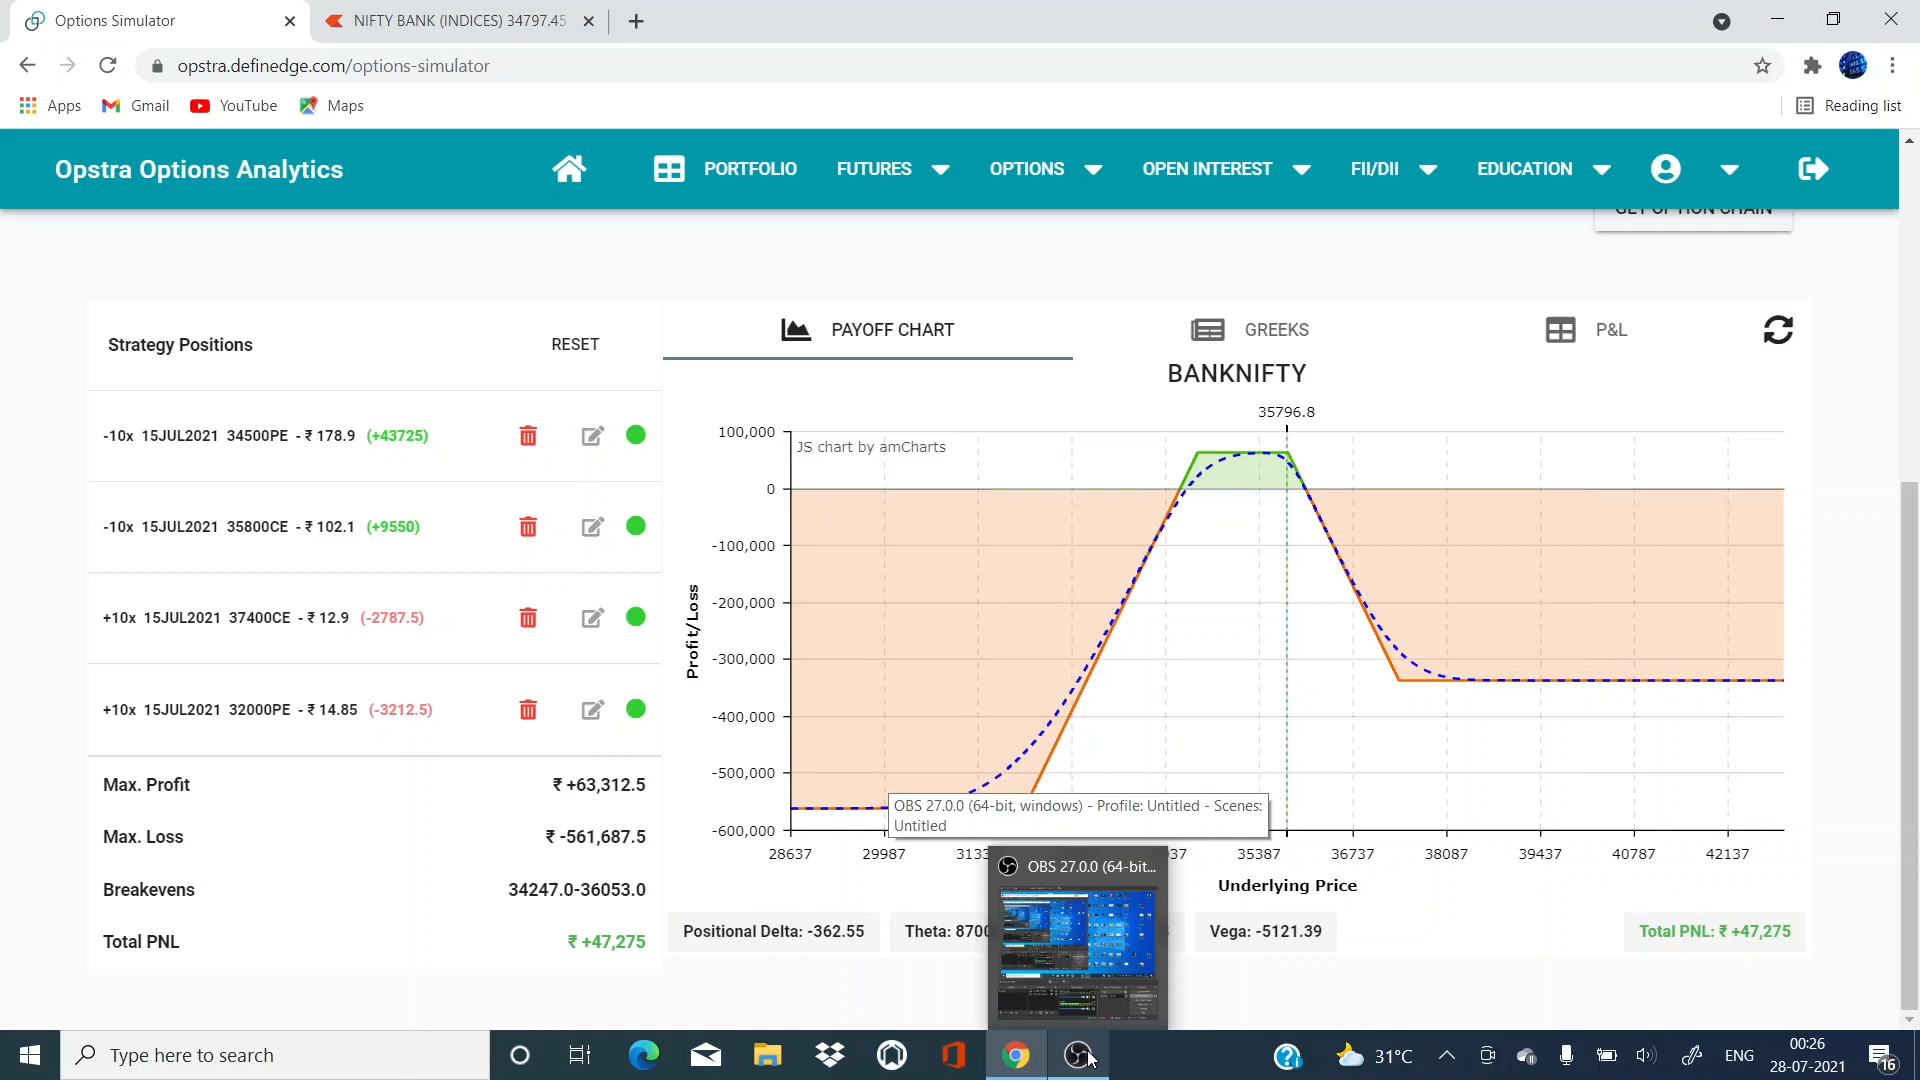 Options Simulator
NIFTY BANK (INDICES) 34797.45
opstra.definedge.com/options-simulator
Apps
Gmail
YouTube
Maps
Reading list
Opstra Options Analytics
PORTFOLIO
FUTURES
OPTIONS
OPEN INTEREST
FII/DII
EDUCATION
GET OPTION CHAIN
Strategy Positions
RESET
PAYOFF CHART
GREEKS
P&L
BANKNIFTY
35796.8
JS chart by amCharts
-10x 15JUL2021 34500PE - ₹ 178.9 (+43725)
-10x 15JUL2021 35800CE - ₹ 102.1 (+9550)
+10x 15JUL2021 37400CE - ₹ 12.9 (-2787.5)
+10x 15JUL2021 32000PE - ₹ 14.85 (-3212.5)
Max. Profit ₹ +63,312.5
Max. Loss ₹ -561,687.5
Breakevens 34247.0-36053.0
Total PNL ₹ +47,275
Profit/Loss
100,000
0
-100,000
-200,000
-300,000
-400,000
-500,000
-600,000
28637 29987 35387 36737 38087 39437 40787 42137
Underlying Price
OBS 27.0.0 (64-bit, windows) - Profile: Untitled - Scenes:
Untitled
OBS 27.0.0 (64-bit...
Positional Delta: -362.55
Theta:
Vega: -5121.39
Total PNL: ₹ +47,275
Type here to search
31°C
ENG
00:26
28-07-2021
16